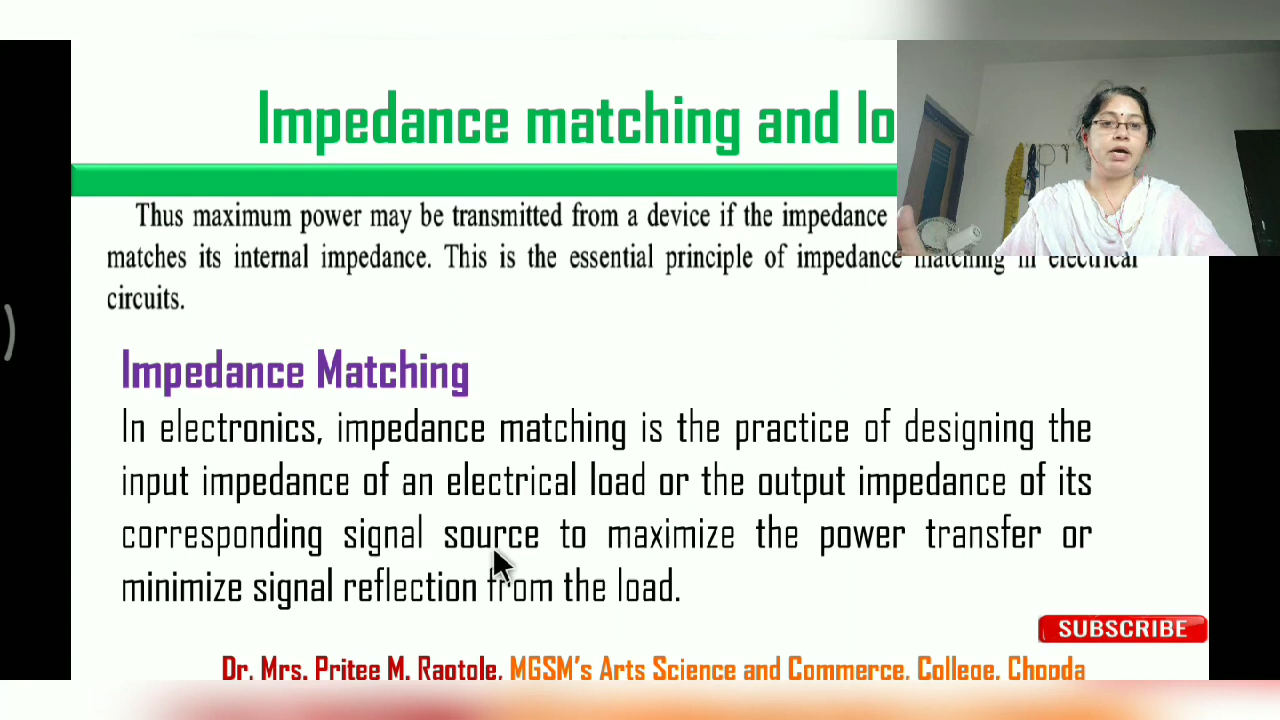 Impedance matching and lo
Thus maximum power may be transmitted from a device if the impedance
matches its internal impedance. This is the essential principle of impedance matching in electrical
circuits.
Impedance Matching
In electronics, impedance matching is the practice of designing the
input impedance of an electrical load or the output impedance of its
corresponding signal source to maximize the power transfer or
minimize signal reflection from the load.
SUBSCRIBE
Dr. Mrs. Pritee M. Raotole, MGSM's Arts Science and Commerce, College, Chopda